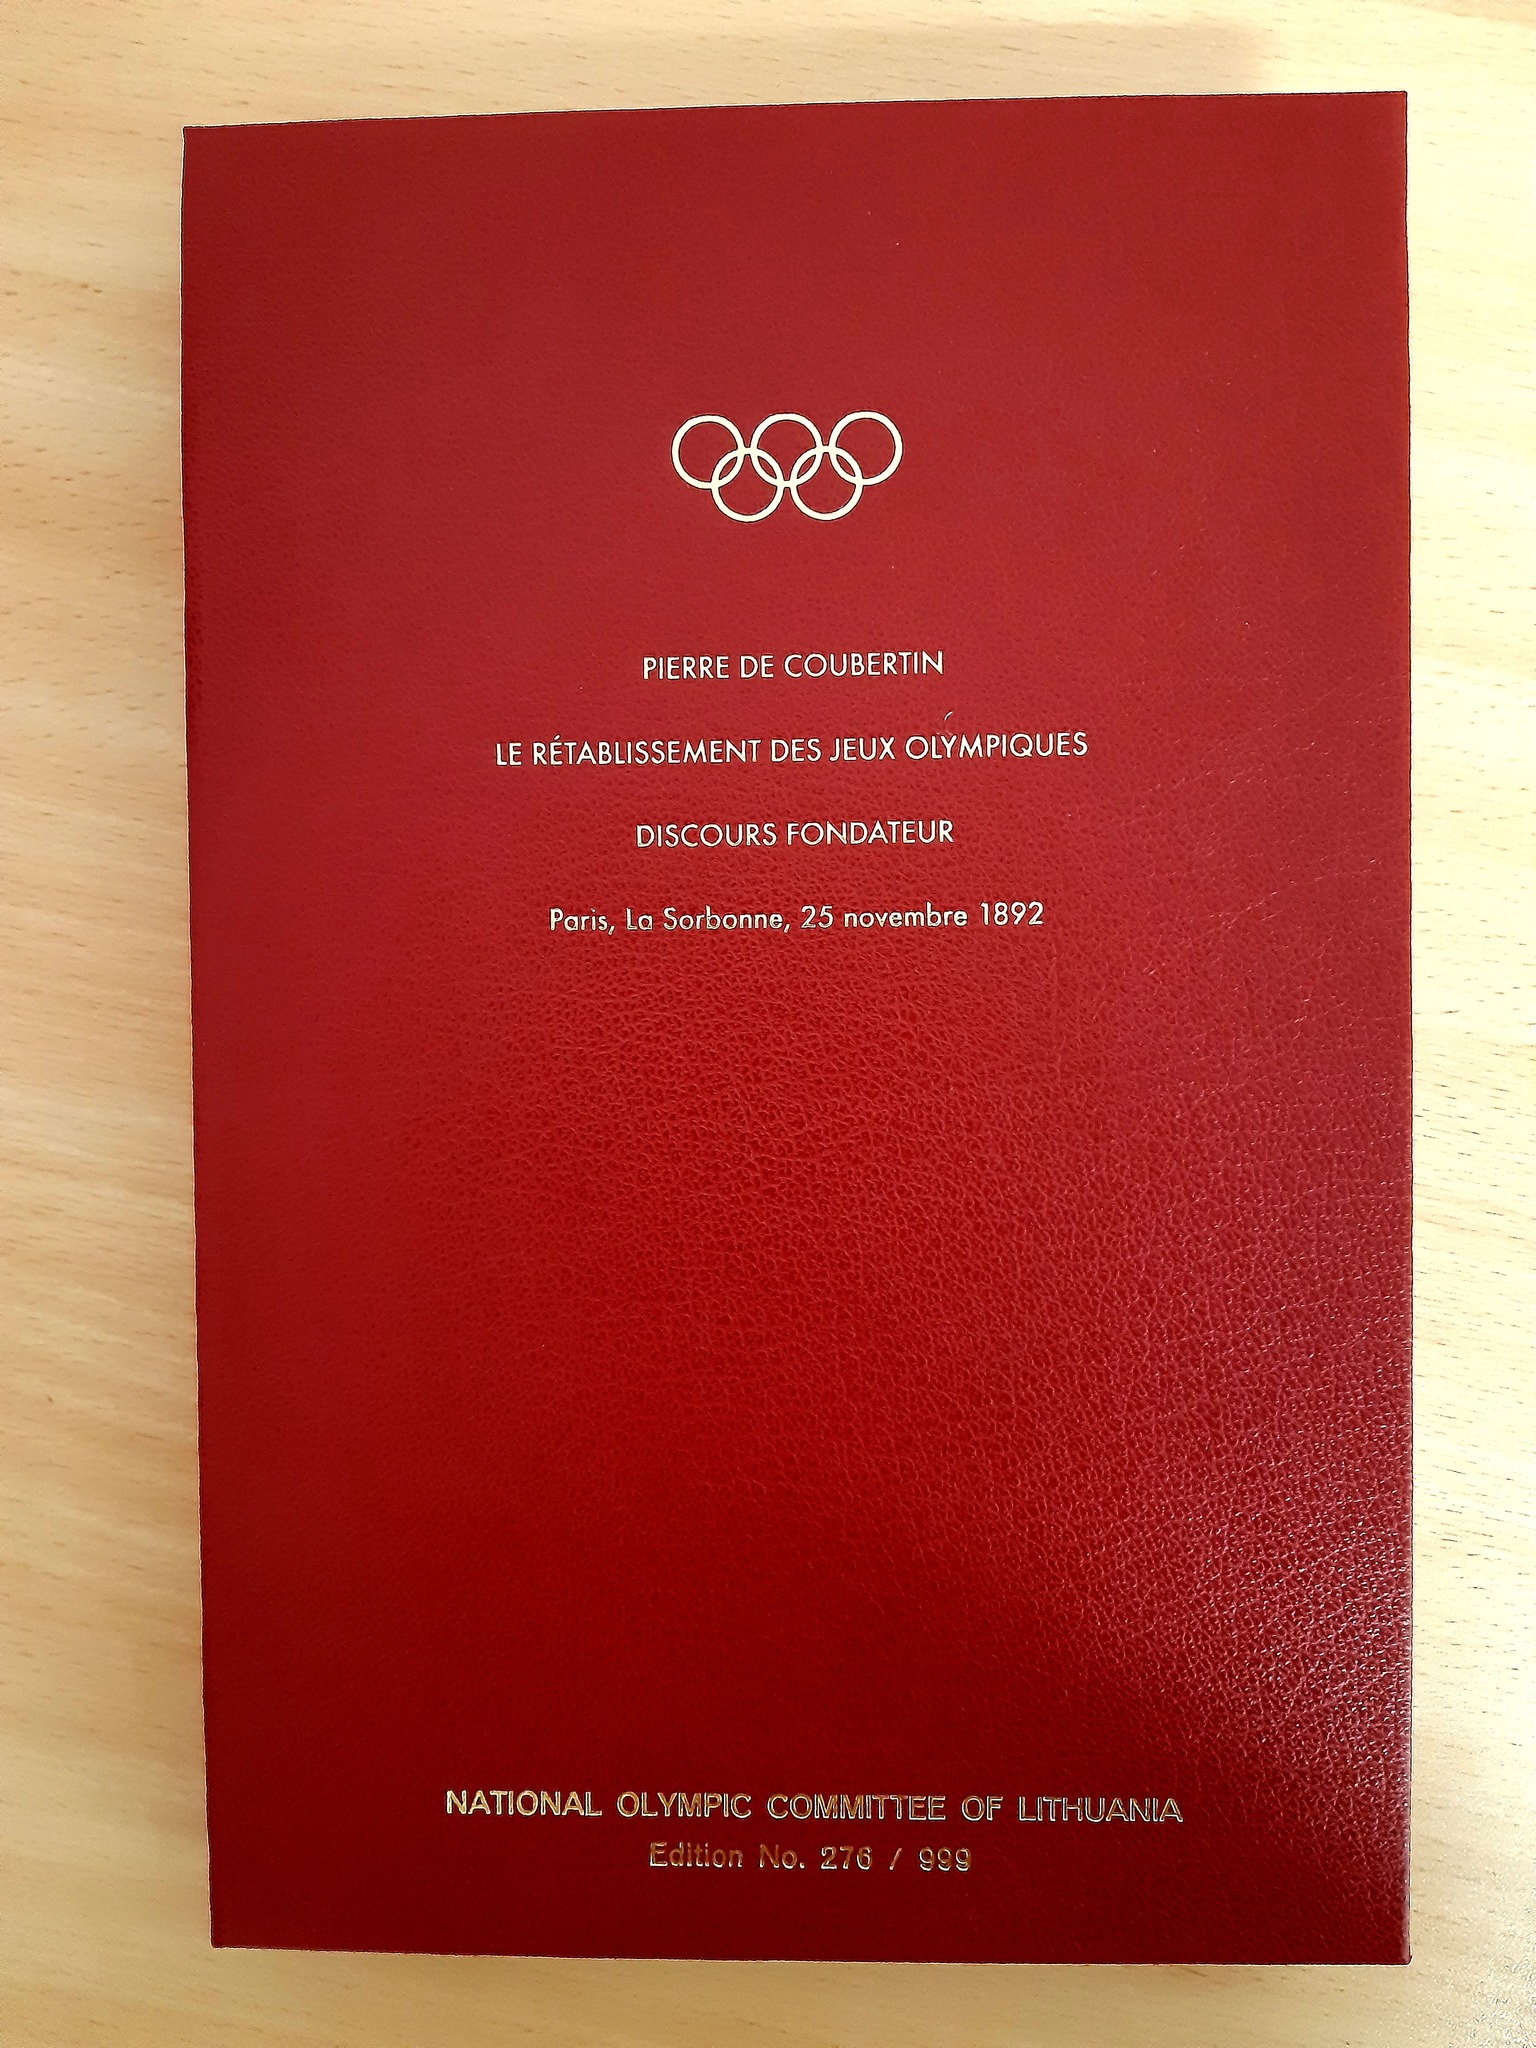 PIERRE DE COUBERTIN
LE RÉTABLISSEMENT DES JEUX OLYMPIQUES
DISCOURS FONDATEUR
Paris, La Sorbonne, 25 novembre 1892
NATIONAL OLYMPIC COMMITTEE OF LITHUANIA
Edition No. 276 / 999